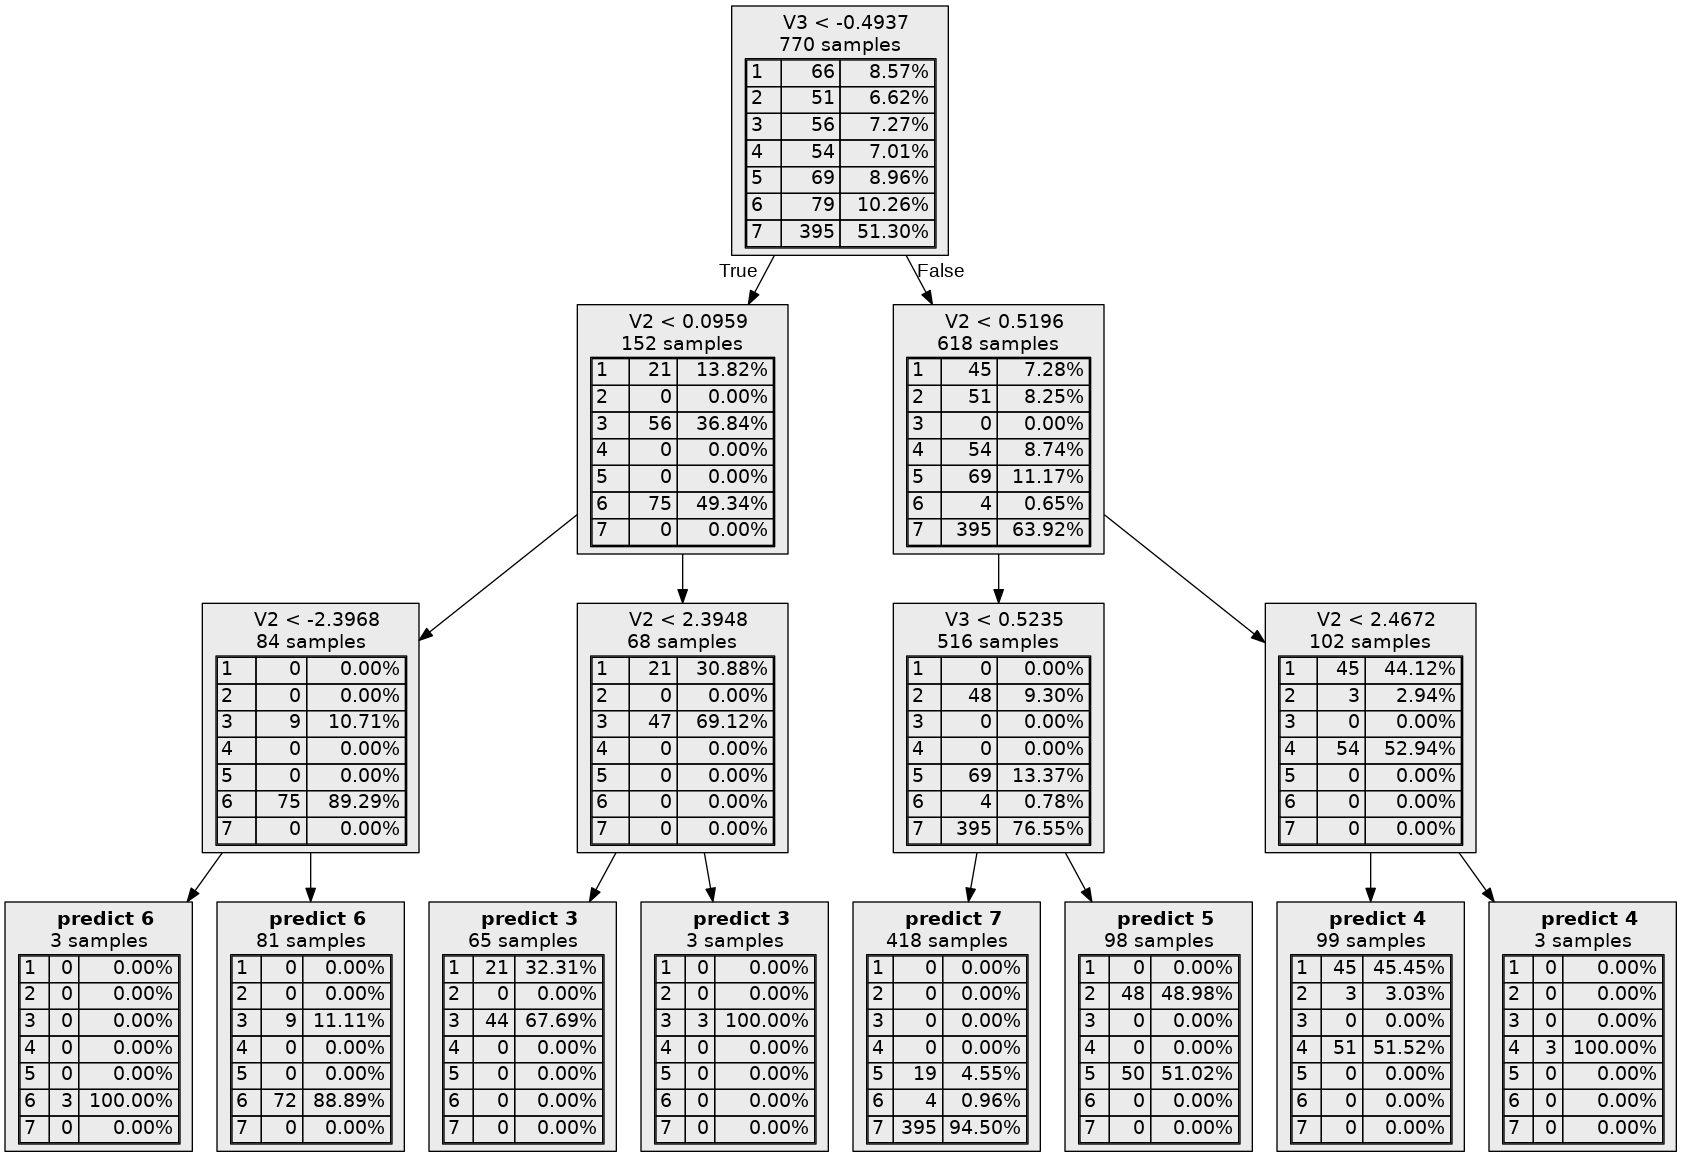 V3 < -0.4937
770 samples
1 66 8.57%
2 51 6.62%
3 56 7.27%
4 54 7.01%
5 69 8.96%
6 79 10.26%
7 395 51.30%
True
False
V2 < 0.0959
152 samples
1 21 13.82%
2 0 0.00%
3 56 36.84%
4 0 0.00%
5 0 0.00%
6 75 49.34%
7 0 0.00%
V2 < 0.5196
618 samples
1 45 7.28%
2 51 8.25%
3 0 0.00%
4 54 8.74%
5 69 11.17%
6 4 0.65%
7 395 63.92%
V2 < -2.3968
84 samples
1 0 0.00%
2 0 0.00%
3 9 10.71%
4 0 0.00%
5 0 0.00%
6 75 89.29%
7 0 0.00%
V2 < 2.3948
68 samples
1 21 30.88%
2 0 0.00%
3 47 69.12%
4 0 0.00%
5 0 0.00%
6 0 0.00%
7 0 0.00%
V3 < 0.5235
516 samples
1 0 0.00%
2 48 9.30%
3 0 0.00%
4 0 0.00%
5 69 13.37%
6 4 0.78%
7 395 76.55%
V2 < 2.4672
102 samples
1 45 44.12%
2 3 2.94%
3 0 0.00%
4 54 52.94%
5 0 0.00%
6 0 0.00%
7 0 0.00%
predict 6
3 samples
1 0 0.00%
2 0 0.00%
3 0 0.00%
4 0 0.00%
5 0 0.00%
6 3 100.00%
7 0 0.00%
predict 6
81 samples
1 0 0.00%
2 0 0.00%
3 9 11.11%
4 0 0.00%
5 0 0.00%
6 72 88.89%
7 0 0.00%
predict 3
65 samples
1 21 32.31%
2 0 0.00%
3 44 67.69%
4 0 0.00%
5 0 0.00%
6 0 0.00%
7 0 0.00%
predict 3
3 samples
1 0 0.00%
2 0 0.00%
3 3 100.00%
4 0 0.00%
5 0 0.00%
6 0 0.00%
7 0 0.00%
predict 7
418 samples
1 0 0.00%
2 0 0.00%
3 0 0.00%
4 0 0.00%
5 19 4.55%
6 4 0.96%
7 395 94.50%
predict 5
98 samples
1 0 0.00%
2 48 48.98%
3 0 0.00%
4 0 0.00%
5 50 51.02%
6 0 0.00%
7 0 0.00%
predict 4
99 samples
1 45 45.45%
2 3 3.03%
3 0 0.00%
4 51 51.52%
5 0 0.00%
6 0 0.00%
7 0 0.00%
predict 4
3 samples
1 0 0.00%
2 0 0.00%
3 0 0.00%
4 3 100.00%
5 0 0.00%
6 0 0.00%
7 0 0.00%